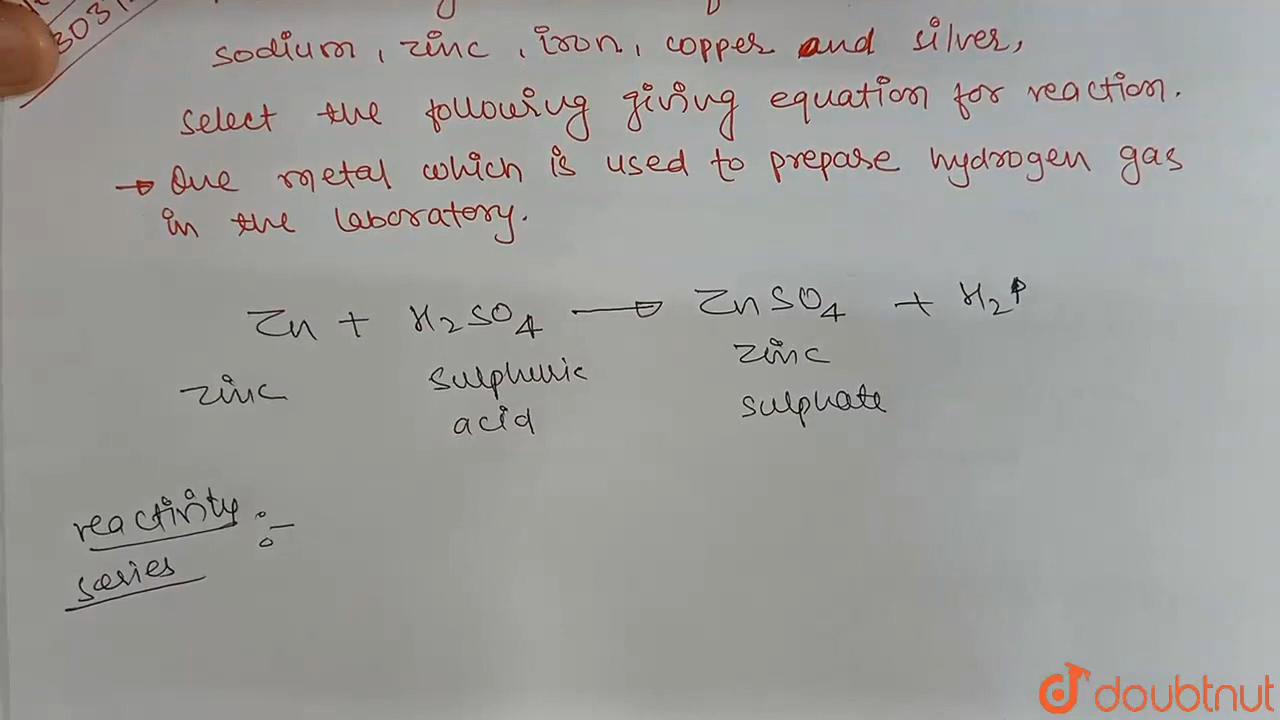 303
sodium, zinc, iron, copper and silver,
select the following giving equation for reaction.
→ One metal which is used to prepare hydrogen gas
in the laboratory.
Zn + H₂SO₄ → ZnSO₄ + H₂↑
zinc sulphuric zinc
acid sulphate
reactivity :-
series
doubtnut